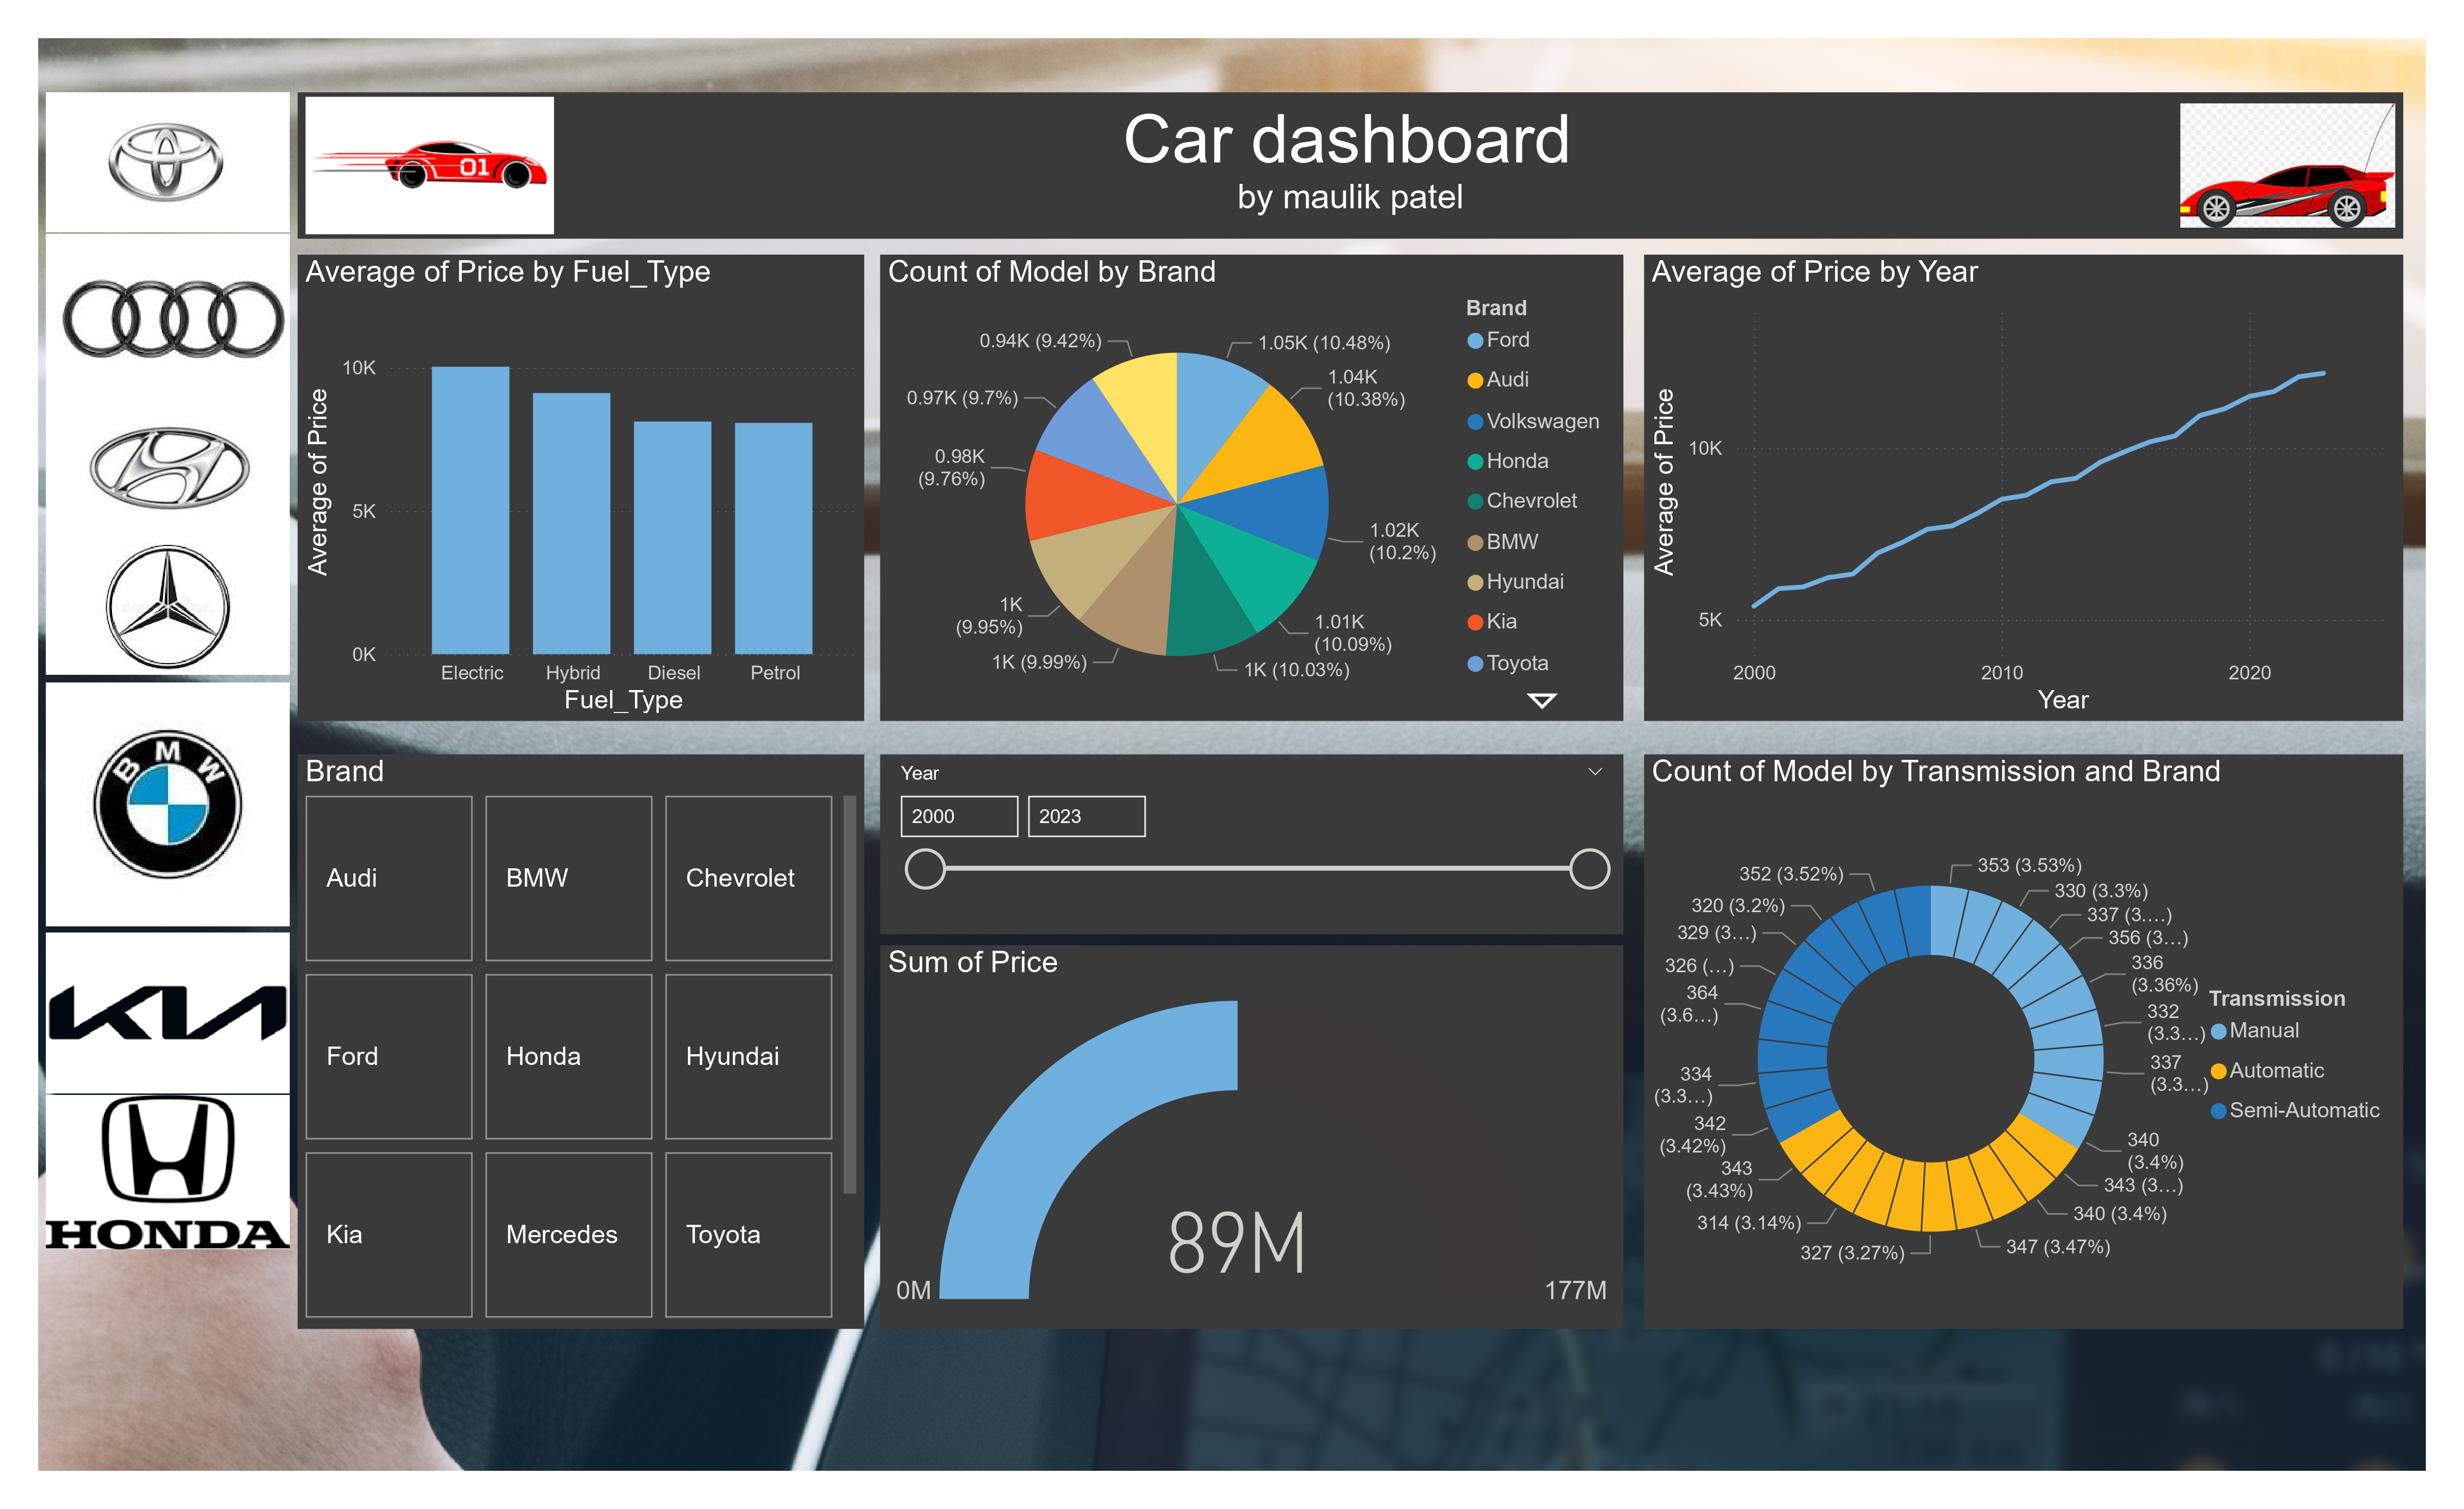 Car dashboard
by maulik patel
01
Average of Price by Fuel_Type
Average of Price
10K
5K
0K
Electric
Hybrid
Diesel
Petrol
Fuel_Type
Count of Model by Brand
0.94K (9.42%)
1.05K (10.48%)
1.04K
(10.38%)
0.97K (9.7%)
0.98K
(9.76%)
1.02K
(10.2%)
1K
(9.95%)
1.01K
(10.09%)
1K (9.99%)
1K (10.03%)
Brand
Ford
Audi
Volkswagen
Honda
Chevrolet
BMW
Hyundai
Kia
Toyota
Average of Price by Year
Average of Price
10K
5K
2000
2010
2020
Year
BMW
KIA
HONDA
Brand
Audi
BMW
Chevrolet
Ford
Honda
Hyundai
Kia
Mercedes
Toyota
Year
2000
2023
Sum of Price
89M
0M
177M
Count of Model by Transmission and Brand
352 (3.52%)
353 (3.53%)
320 (3.2%)
330 (3.3%)
329 (3...)
337 (3....)
326 (...)
356 (3...)
364
(3.6...)
336
(3.36%)
332
(3.3...)
334
(3.3...)
337
(3.3...)
342
(3.42%)
340
(3.4%)
343
(3.43%)
343 (3...)
314 (3.14%)
340 (3.4%)
327 (3.27%)
347 (3.47%)
Transmission
Manual
Automatic
Semi-Automatic